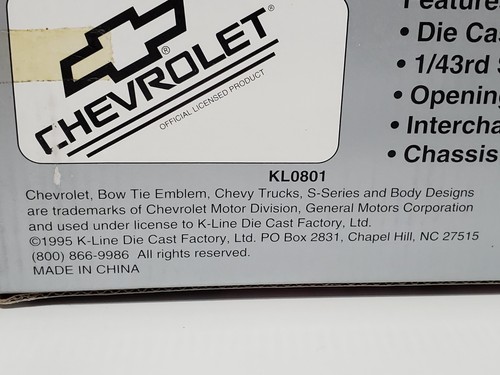 CHEVROLET®
OFFICIAL LICENSED PRODUCT
• Die Cas
• 1/43rd
• Opening
• Intercha
• Chassis
KL0801
Chevrolet, Bow Tie Emblem, Chevy Trucks, S-Series and Body Designs
are trademarks of Chevrolet Motor Division, General Motors Corporation
and used under license to K-Line Die Cast Factory, Ltd.
©1995 K-Line Die Cast Factory, Ltd. PO Box 2831, Chapel Hill, NC 27515
(800) 866-9986 All rights reserved.
MADE IN CHINA